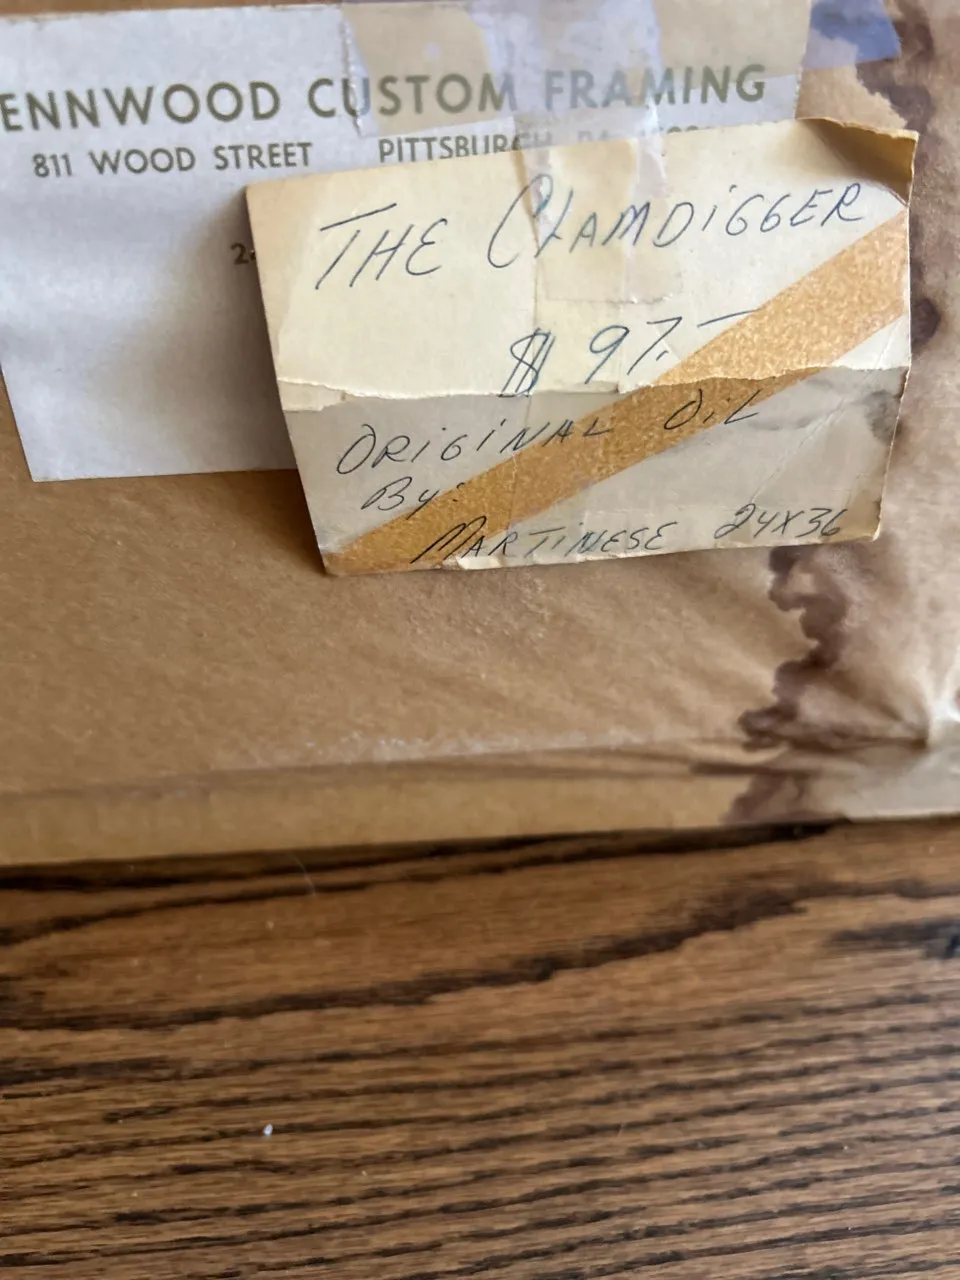 ENNWOOD CUSTOM FRAMING
811 WOOD STREET PITTSBURGH
THE CLAMDiGGER
$97.—
ORiGiNAL OiL
By:
MARTiNESE 24X36